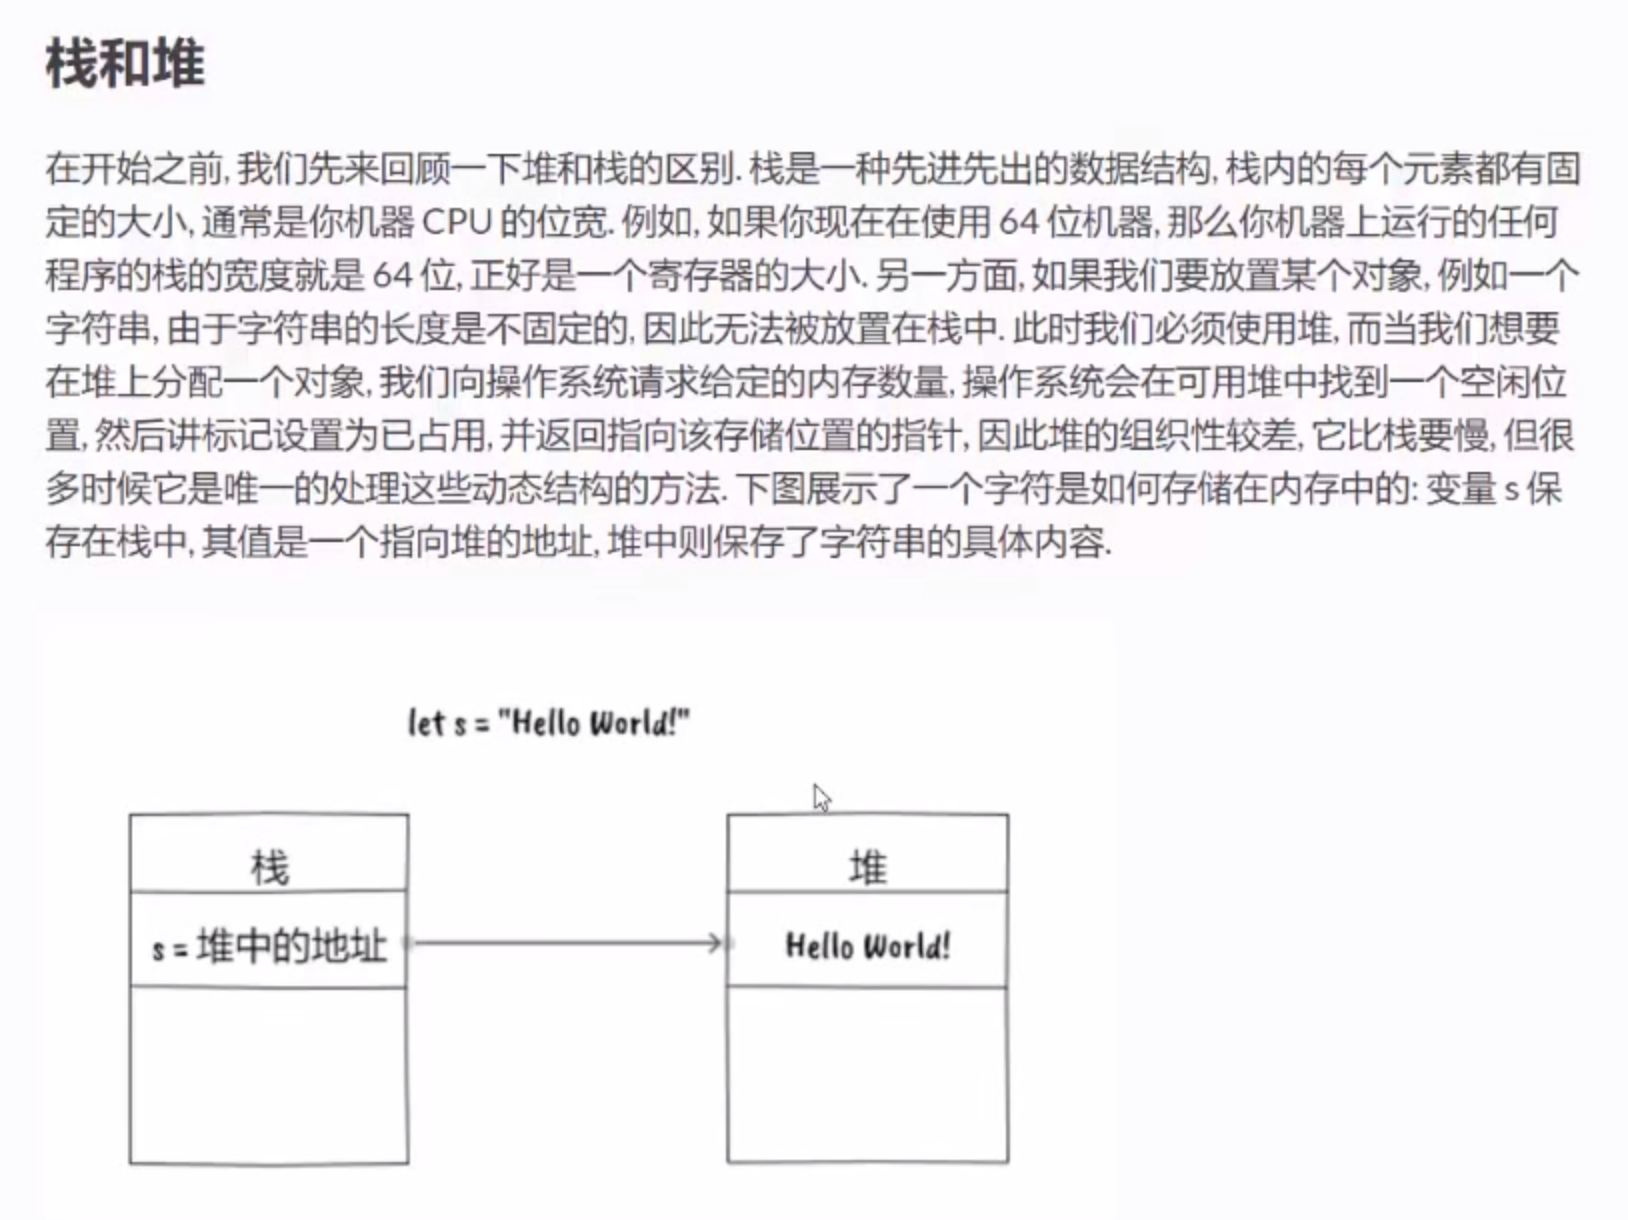 栈和堆
在开始之前, 我们先来回顾一下堆和栈的区别. 栈是一种先进先出的数据结构, 栈内的每个元素都有固
定的大小, 通常是你机器 CPU 的位宽. 例如, 如果你现在在使用 64 位机器, 那么你机器上运行的任何
程序的栈的宽度就是 64 位, 正好是一个寄存器的大小. 另一方面, 如果我们要放置某个对象, 例如一个
字符串, 由于字符串的长度是不固定的, 因此无法被放置在栈中. 此时我们必须使用堆, 而当我们想要
在堆上分配一个对象, 我们向操作系统请求给定的内存数量, 操作系统会在可用堆中找到一个空闲位
置, 然后讲标记设置为已占用, 并返回指向该存储位置的指针, 因此堆的组织性较差, 它比栈要慢, 但很
多时候它是唯一的处理这些动态结构的方法. 下图展示了一个字符是如何存储在内存中的: 变量 s 保
存在栈中, 其值是一个指向堆的地址, 堆中则保存了字符串的具体内容.
let s = "Hello World!"
栈
堆
s = 堆中的地址
Hello World!